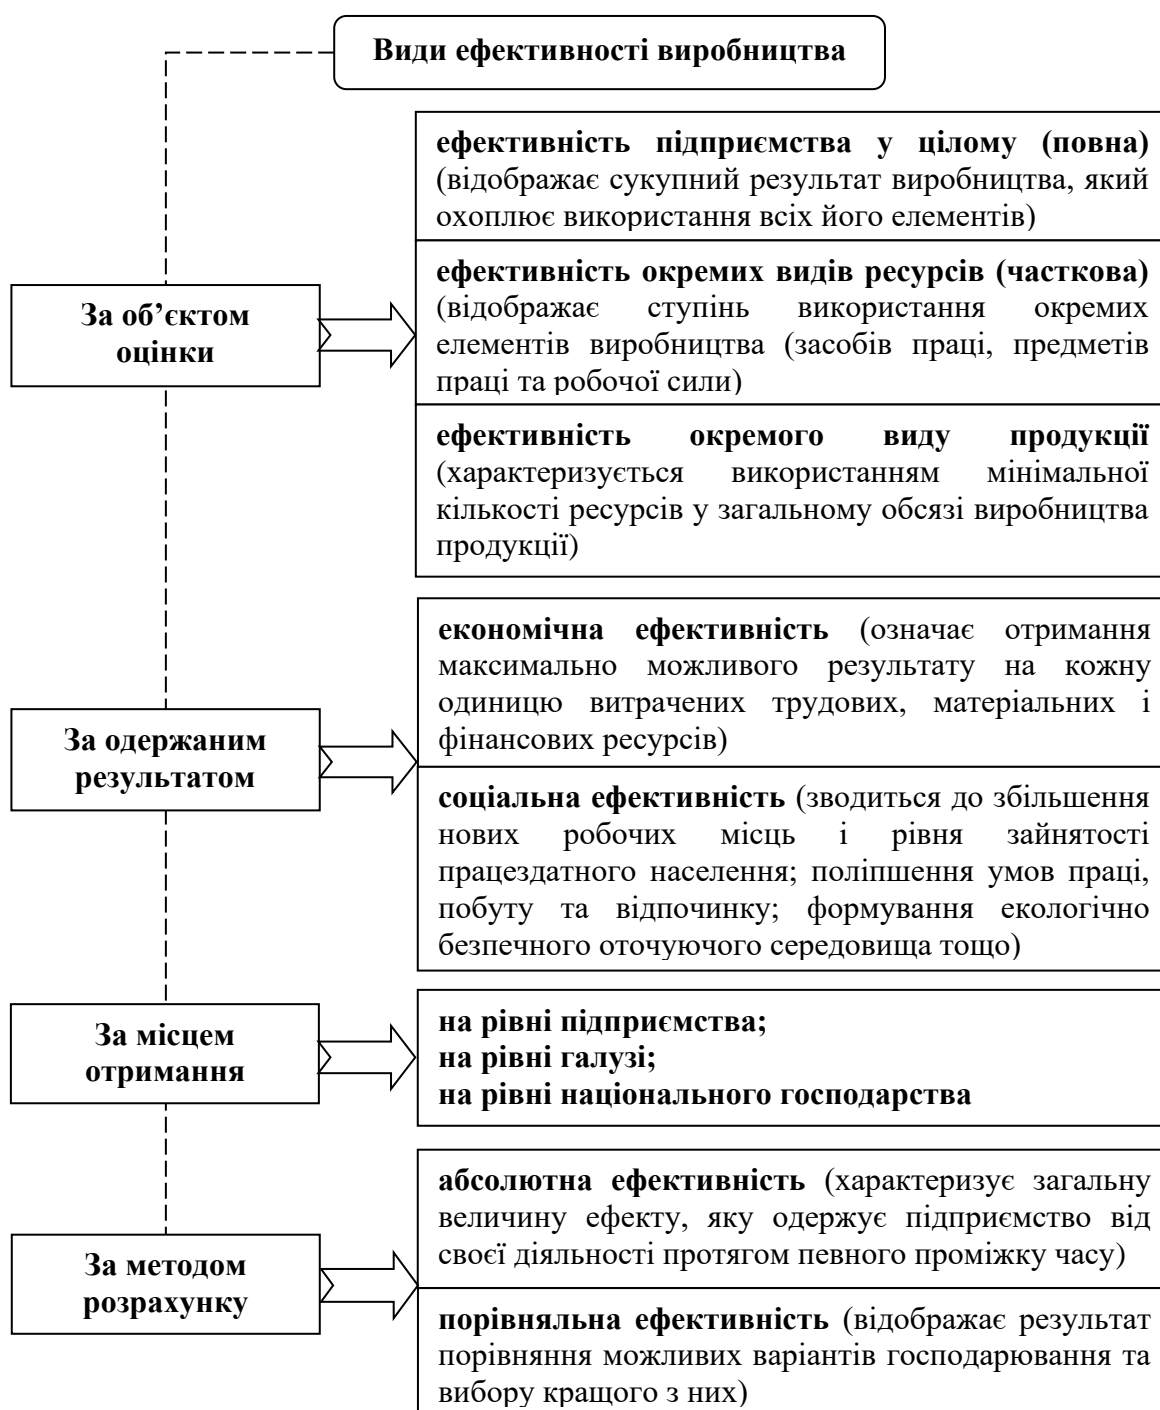 Види ефективності виробництва
ефективність підприємства у цілому (повна)
(відображає сукупний результат виробництва, який
охоплює використання всіх його елементів)
За об’єктом
оцінки
ефективність окремих видів ресурсів (часткова)
(відображає ступінь використання окремих
елементів виробництва (засобів праці, предметів
праці та робочої сили)
ефективність окремого виду продукції
(характеризується використанням мінімальної
кількості ресурсів у загальному обсязі виробництва
продукції)
За одержаним
результатом
економічна ефективність (означає отримання
максимально можливого результату на кожну
одиницю витрачених трудових, матеріальних і
фінансових ресурсів)
соціальна ефективність (зводиться до збільшення
нових робочих місць і рівня зайнятості
працездатного населення; поліпшення умов праці,
побуту та відпочинку; формування екологічно
безпечного оточуючого середовища тощо)
За місцем
отримання
на рівні підприємства;
на рівні галузі;
на рівні національного господарства
За методом
розрахунку
абсолютна ефективність (характеризує загальну
величину ефекту, яку одержує підприємство від
своєї діяльності протягом певного проміжку часу)
порівняльна ефективність (відображає результат
порівняння можливих варіантів господарювання та
вибору кращого з них)